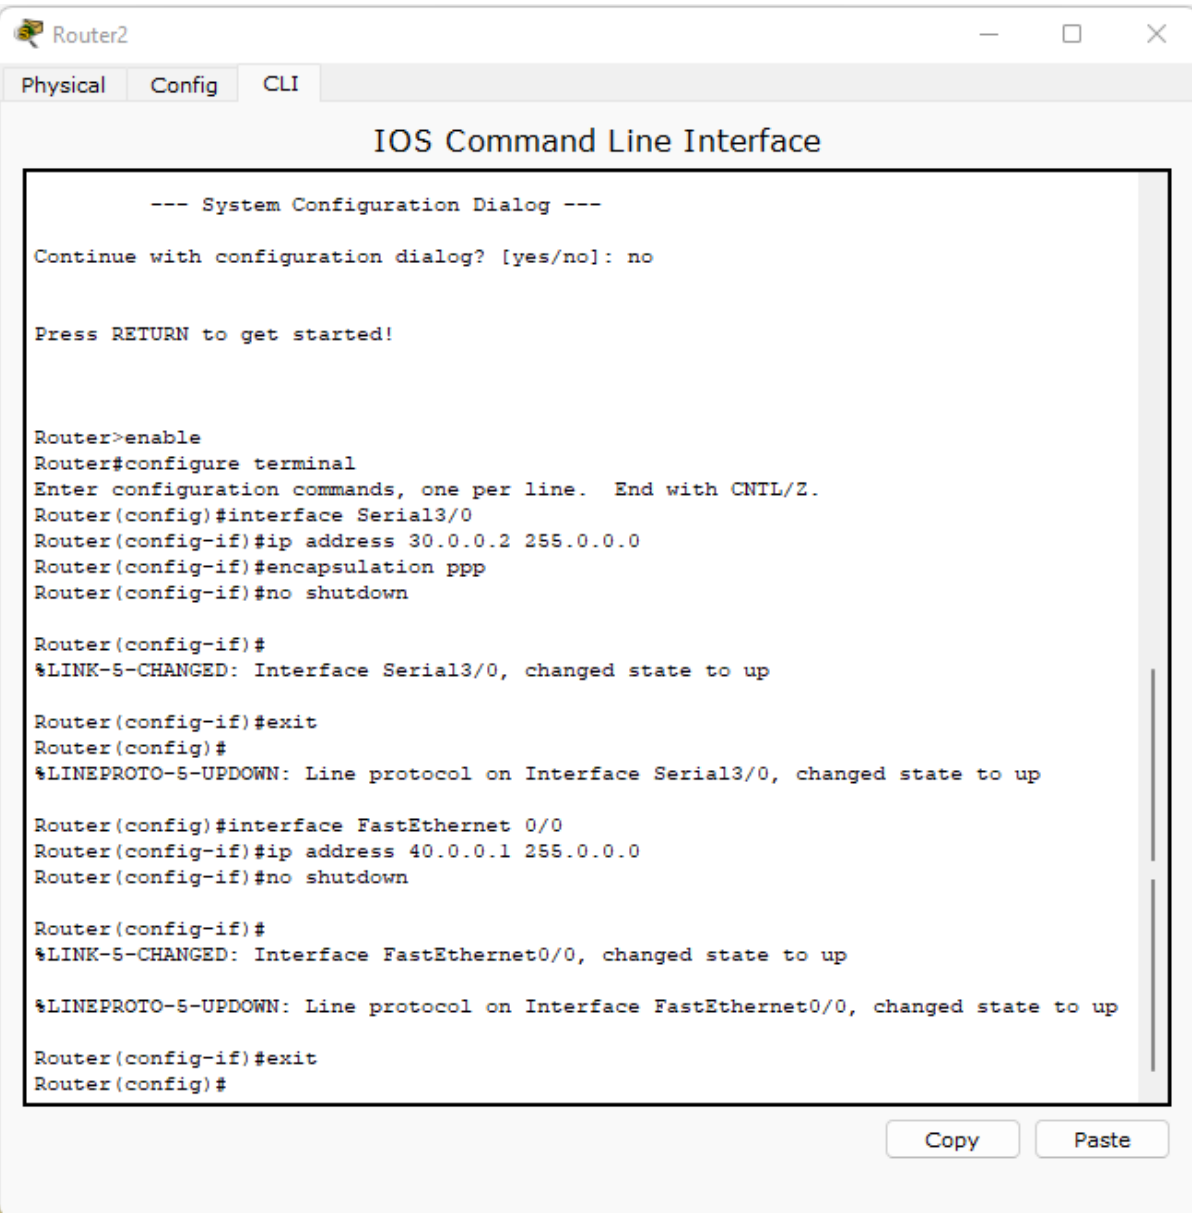 Router2
Physical Config CLI
IOS Command Line Interface
--- System Configuration Dialog ---
Continue with configuration dialog? [yes/no]: no
Press RETURN to get started!
Router>enable
Router#configure terminal
Enter configuration commands, one per line.  End with CNTL/Z.
Router(config)#interface Serial3/0
Router(config-if)#ip address 30.0.0.2 255.0.0.0
Router(config-if)#encapsulation ppp
Router(config-if)#no shutdown
Router(config-if)#
%LINK-5-CHANGED: Interface Serial3/0, changed state to up
Router(config-if)#exit
Router(config)#
%LINEPROTO-5-UPDOWN: Line protocol on Interface Serial3/0, changed state to up
Router(config)#interface FastEthernet 0/0
Router(config-if)#ip address 40.0.0.1 255.0.0.0
Router(config-if)#no shutdown
Router(config-if)#
%LINK-5-CHANGED: Interface FastEthernet0/0, changed state to up
%LINEPROTO-5-UPDOWN: Line protocol on Interface FastEthernet0/0, changed state to up
Router(config-if)#exit
Router(config)#
Copy Paste